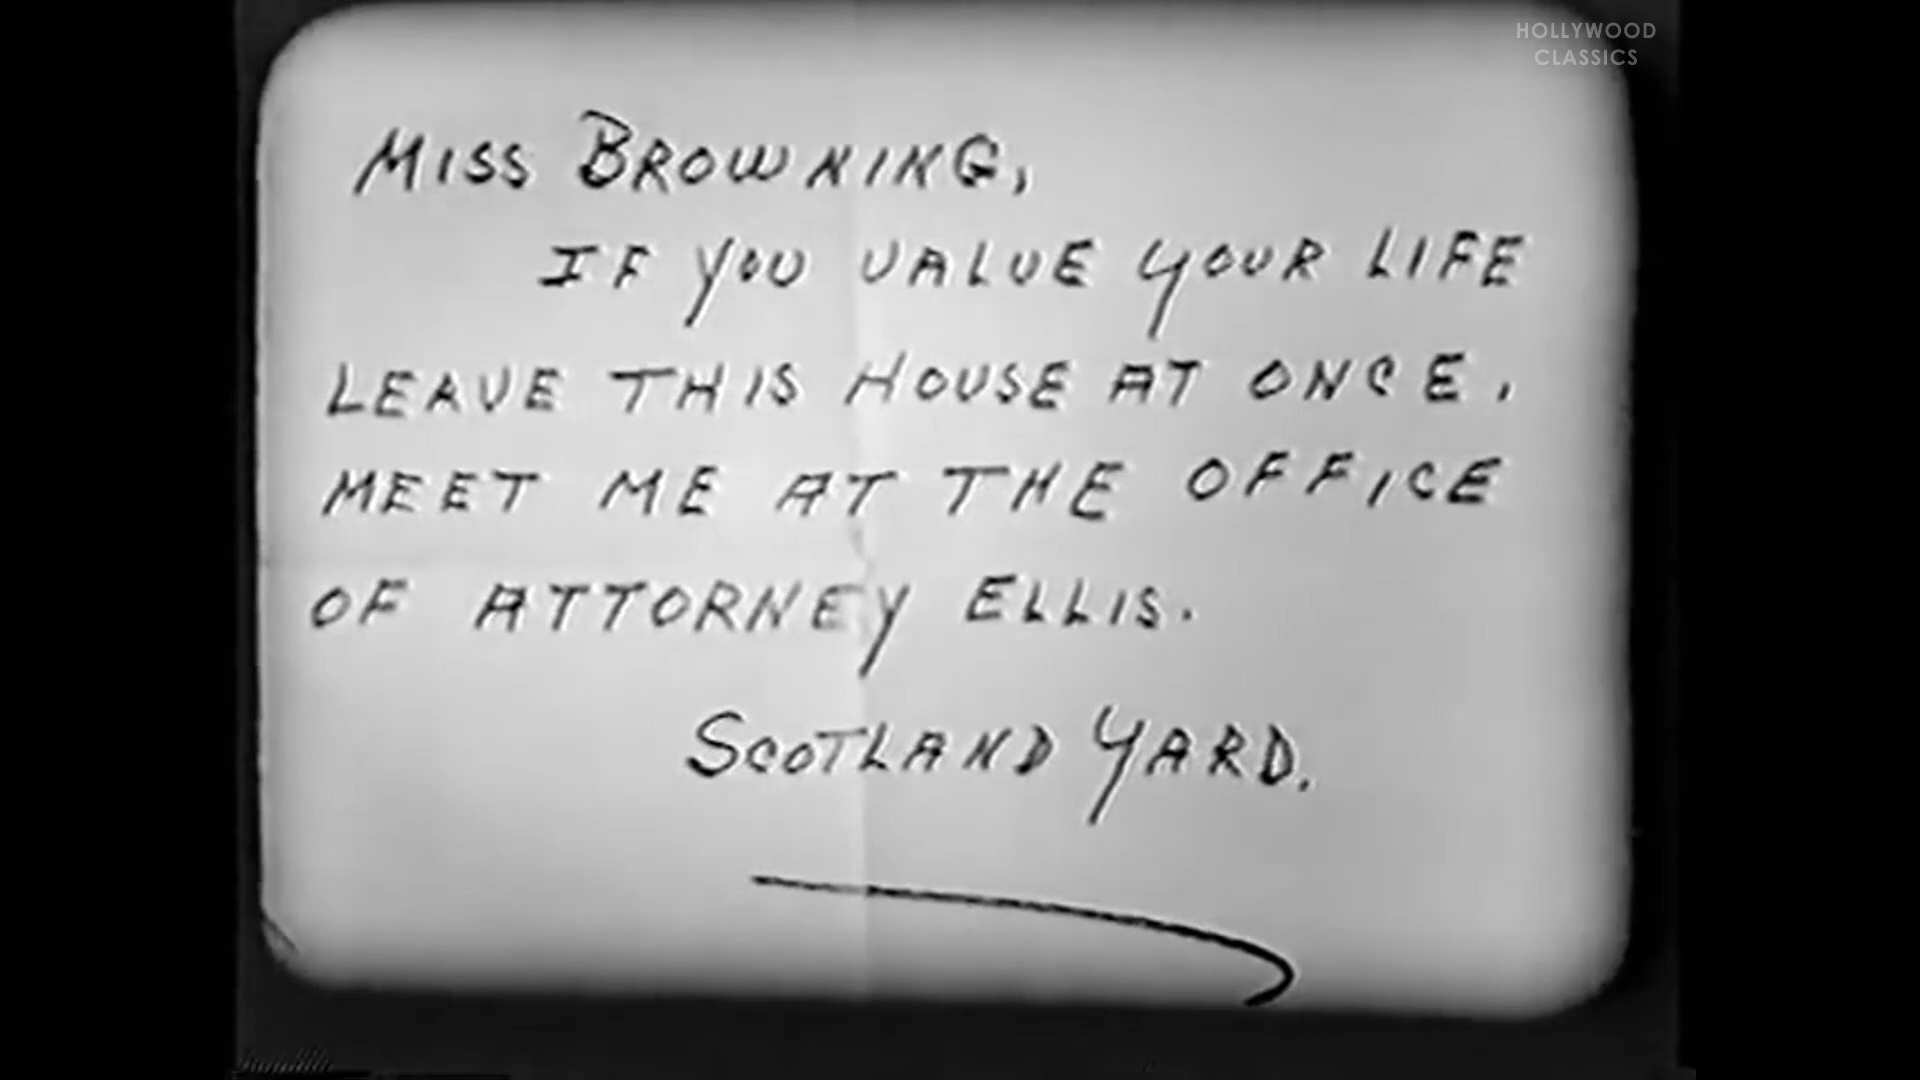 HOLLYWOOD
CLASSICS
MISS BROWNING,
IF YOU VALUE YOUR LIFE
LEAVE THIS HOUSE AT ONCE.
MEET ME AT THE OFFICE
OF ATTORNEY ELLIS.
SCOTLAND YARD.